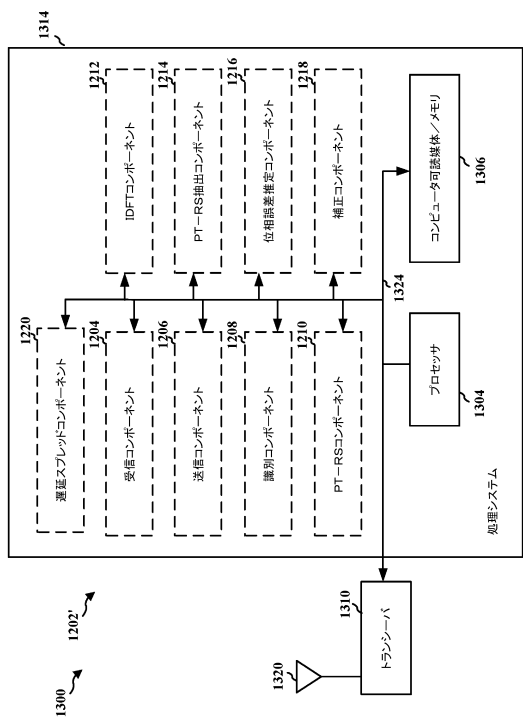 1300
1202'
1314
1220
遅延スプレッドコンポーネント
1204
受信コンポーネント
1206
送信コンポーネント
1208
識別コンポーネント
1210
PT－RSコンポーネント
1212
IDFTコンポーネント
1214
PT－RS抽出コンポーネント
1216
位相誤差推定コンポーネント
1218
補正コンポーネント
1324
プロセッサ
1304
コンピュータ可読媒体／メモリ
1306
処理システム
1320
1310
トランシーバ